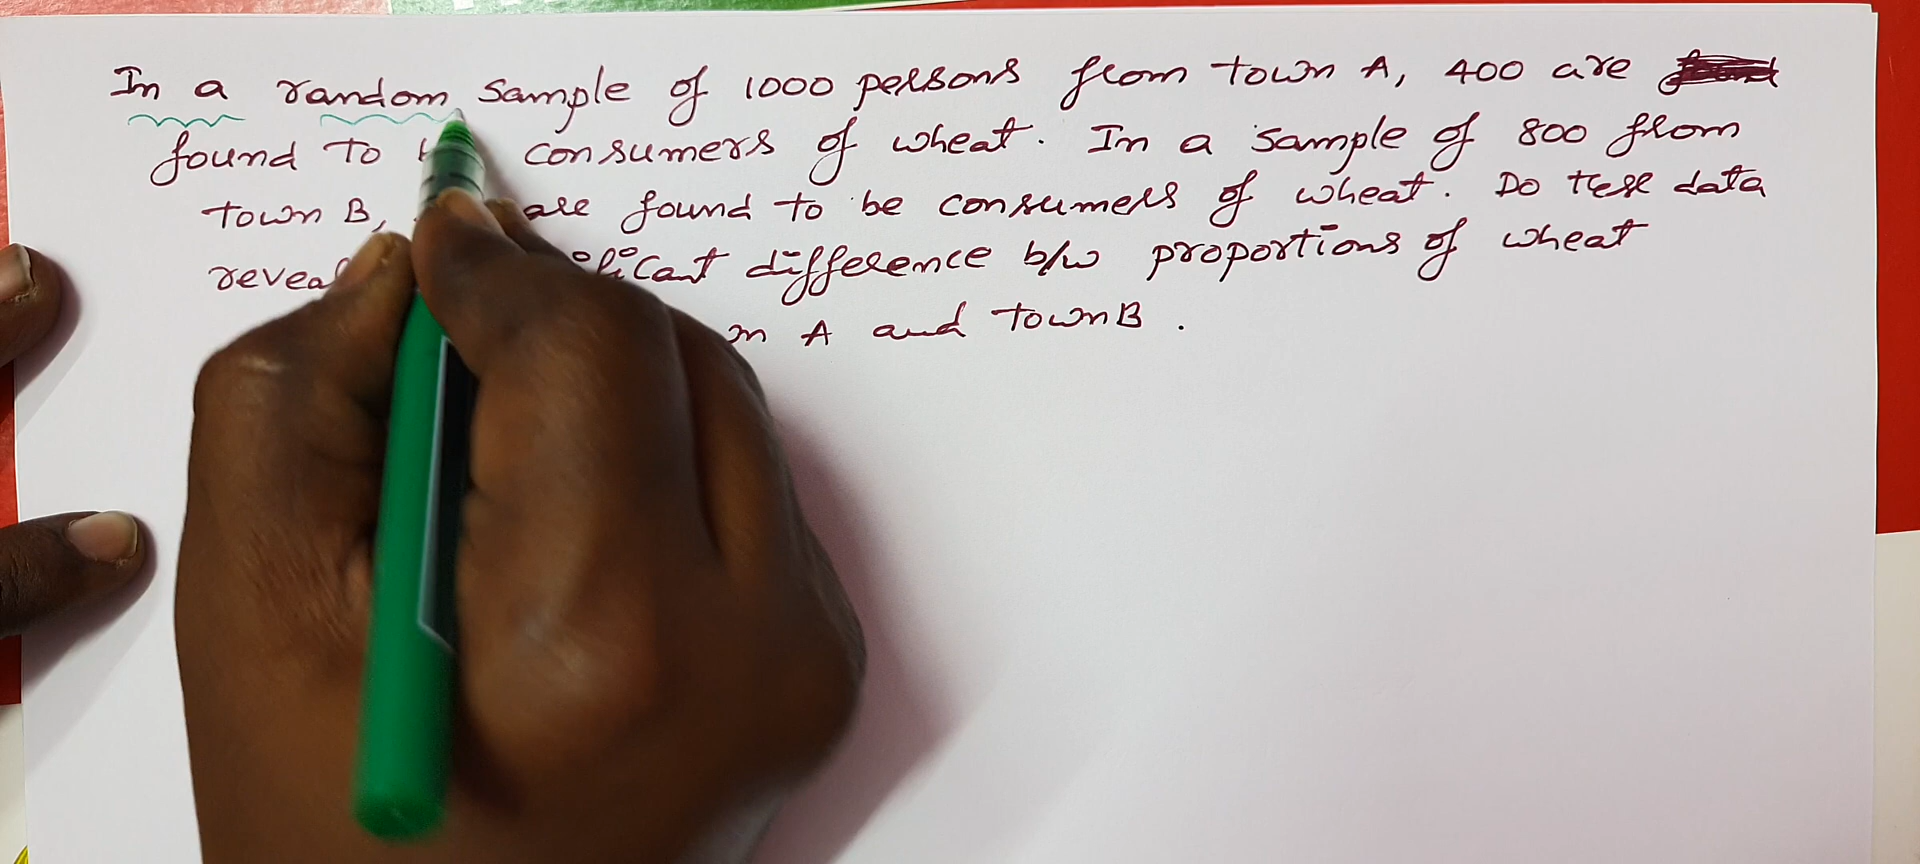 In a random sample of 1000 persons from town A, 400 are
found to consumers of wheat. In a sample of 800 from
town B, are found to be consumers of wheat. Do these data
difference b/w proportions of wheat
A and town B.